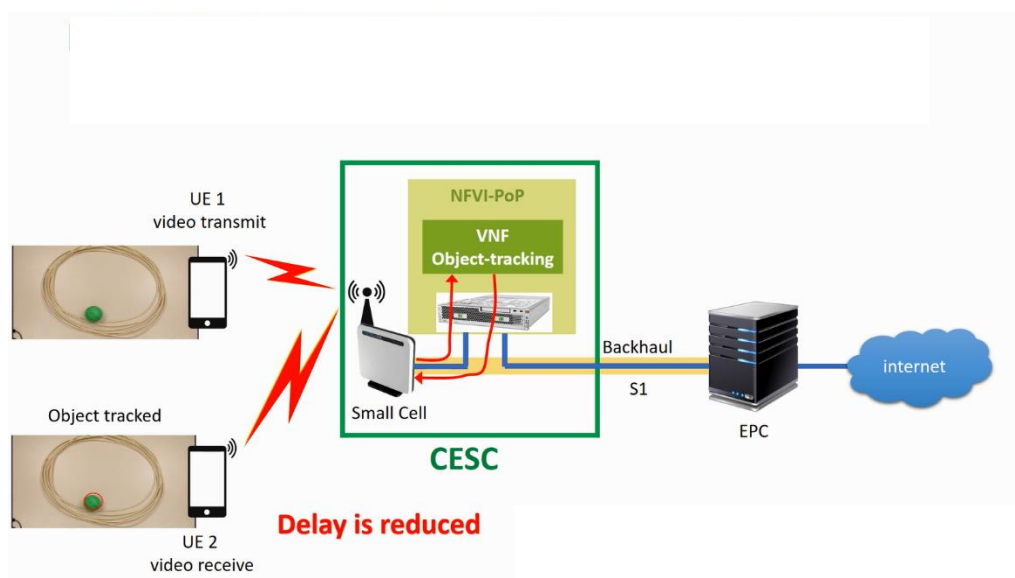 UE 1
video transmit
NFVI-PoP
VNF
Object-tracking
Small Cell
Backhaul
S1
EPC
internet
CESC
Object tracked
UE 2
video receive
Delay is reduced